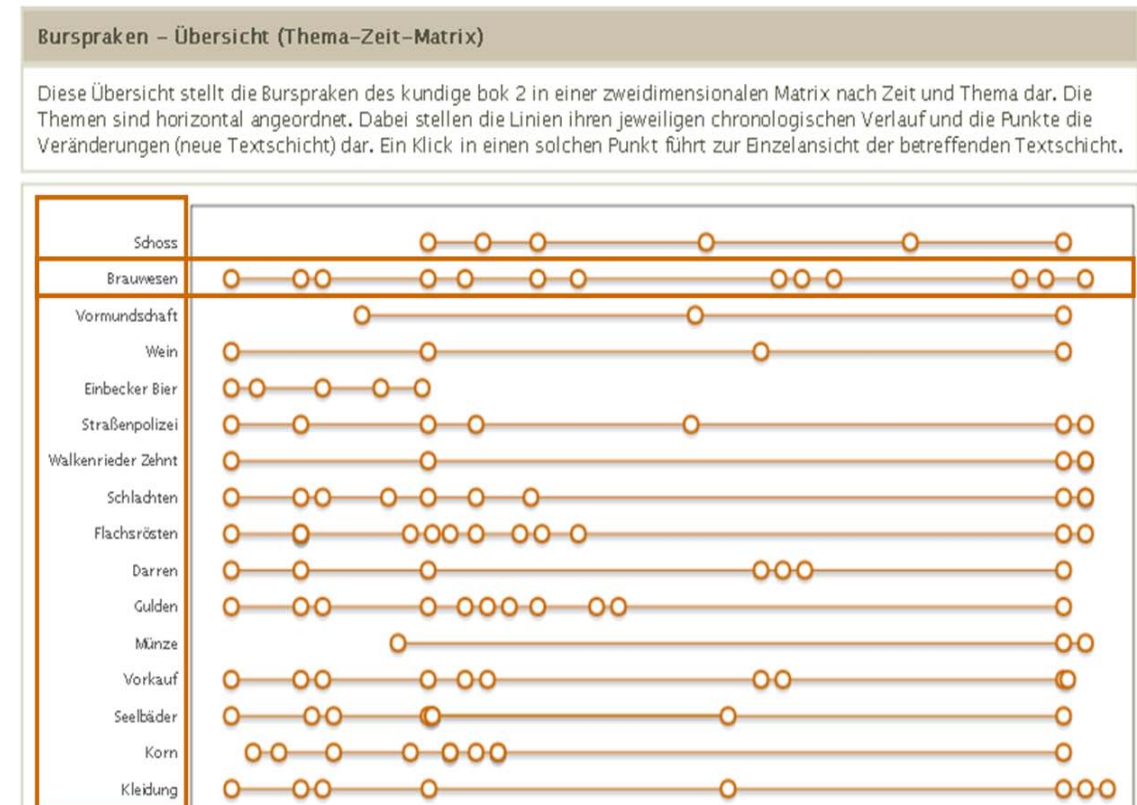 Burspraken – Übersicht (Thema-Zeit-Matrix)
Diese Übersicht stellt die Burspraken des kundige bok 2 in einer zweidimensionalen Matrix nach Zeit und Thema dar. Die
Themen sind horizontal angeordnet. Dabei stellen die Linien ihren jeweiligen chronologischen Verlauf und die Punkte die
Veränderungen (neue Textschicht) dar. Ein Klick in einen solchen Punkt führt zur Einzelansicht der betreffenden Textschicht.
Schoss
Brauwesen
Vormundschaft
Wein
Einbecker Bier
Straßenpolizei
Walkenrieder Zehnt
Schlachten
Flachsrösten
Darren
Gulden
Münze
Vorkauf
Seelbäder
Korn
Kleidung